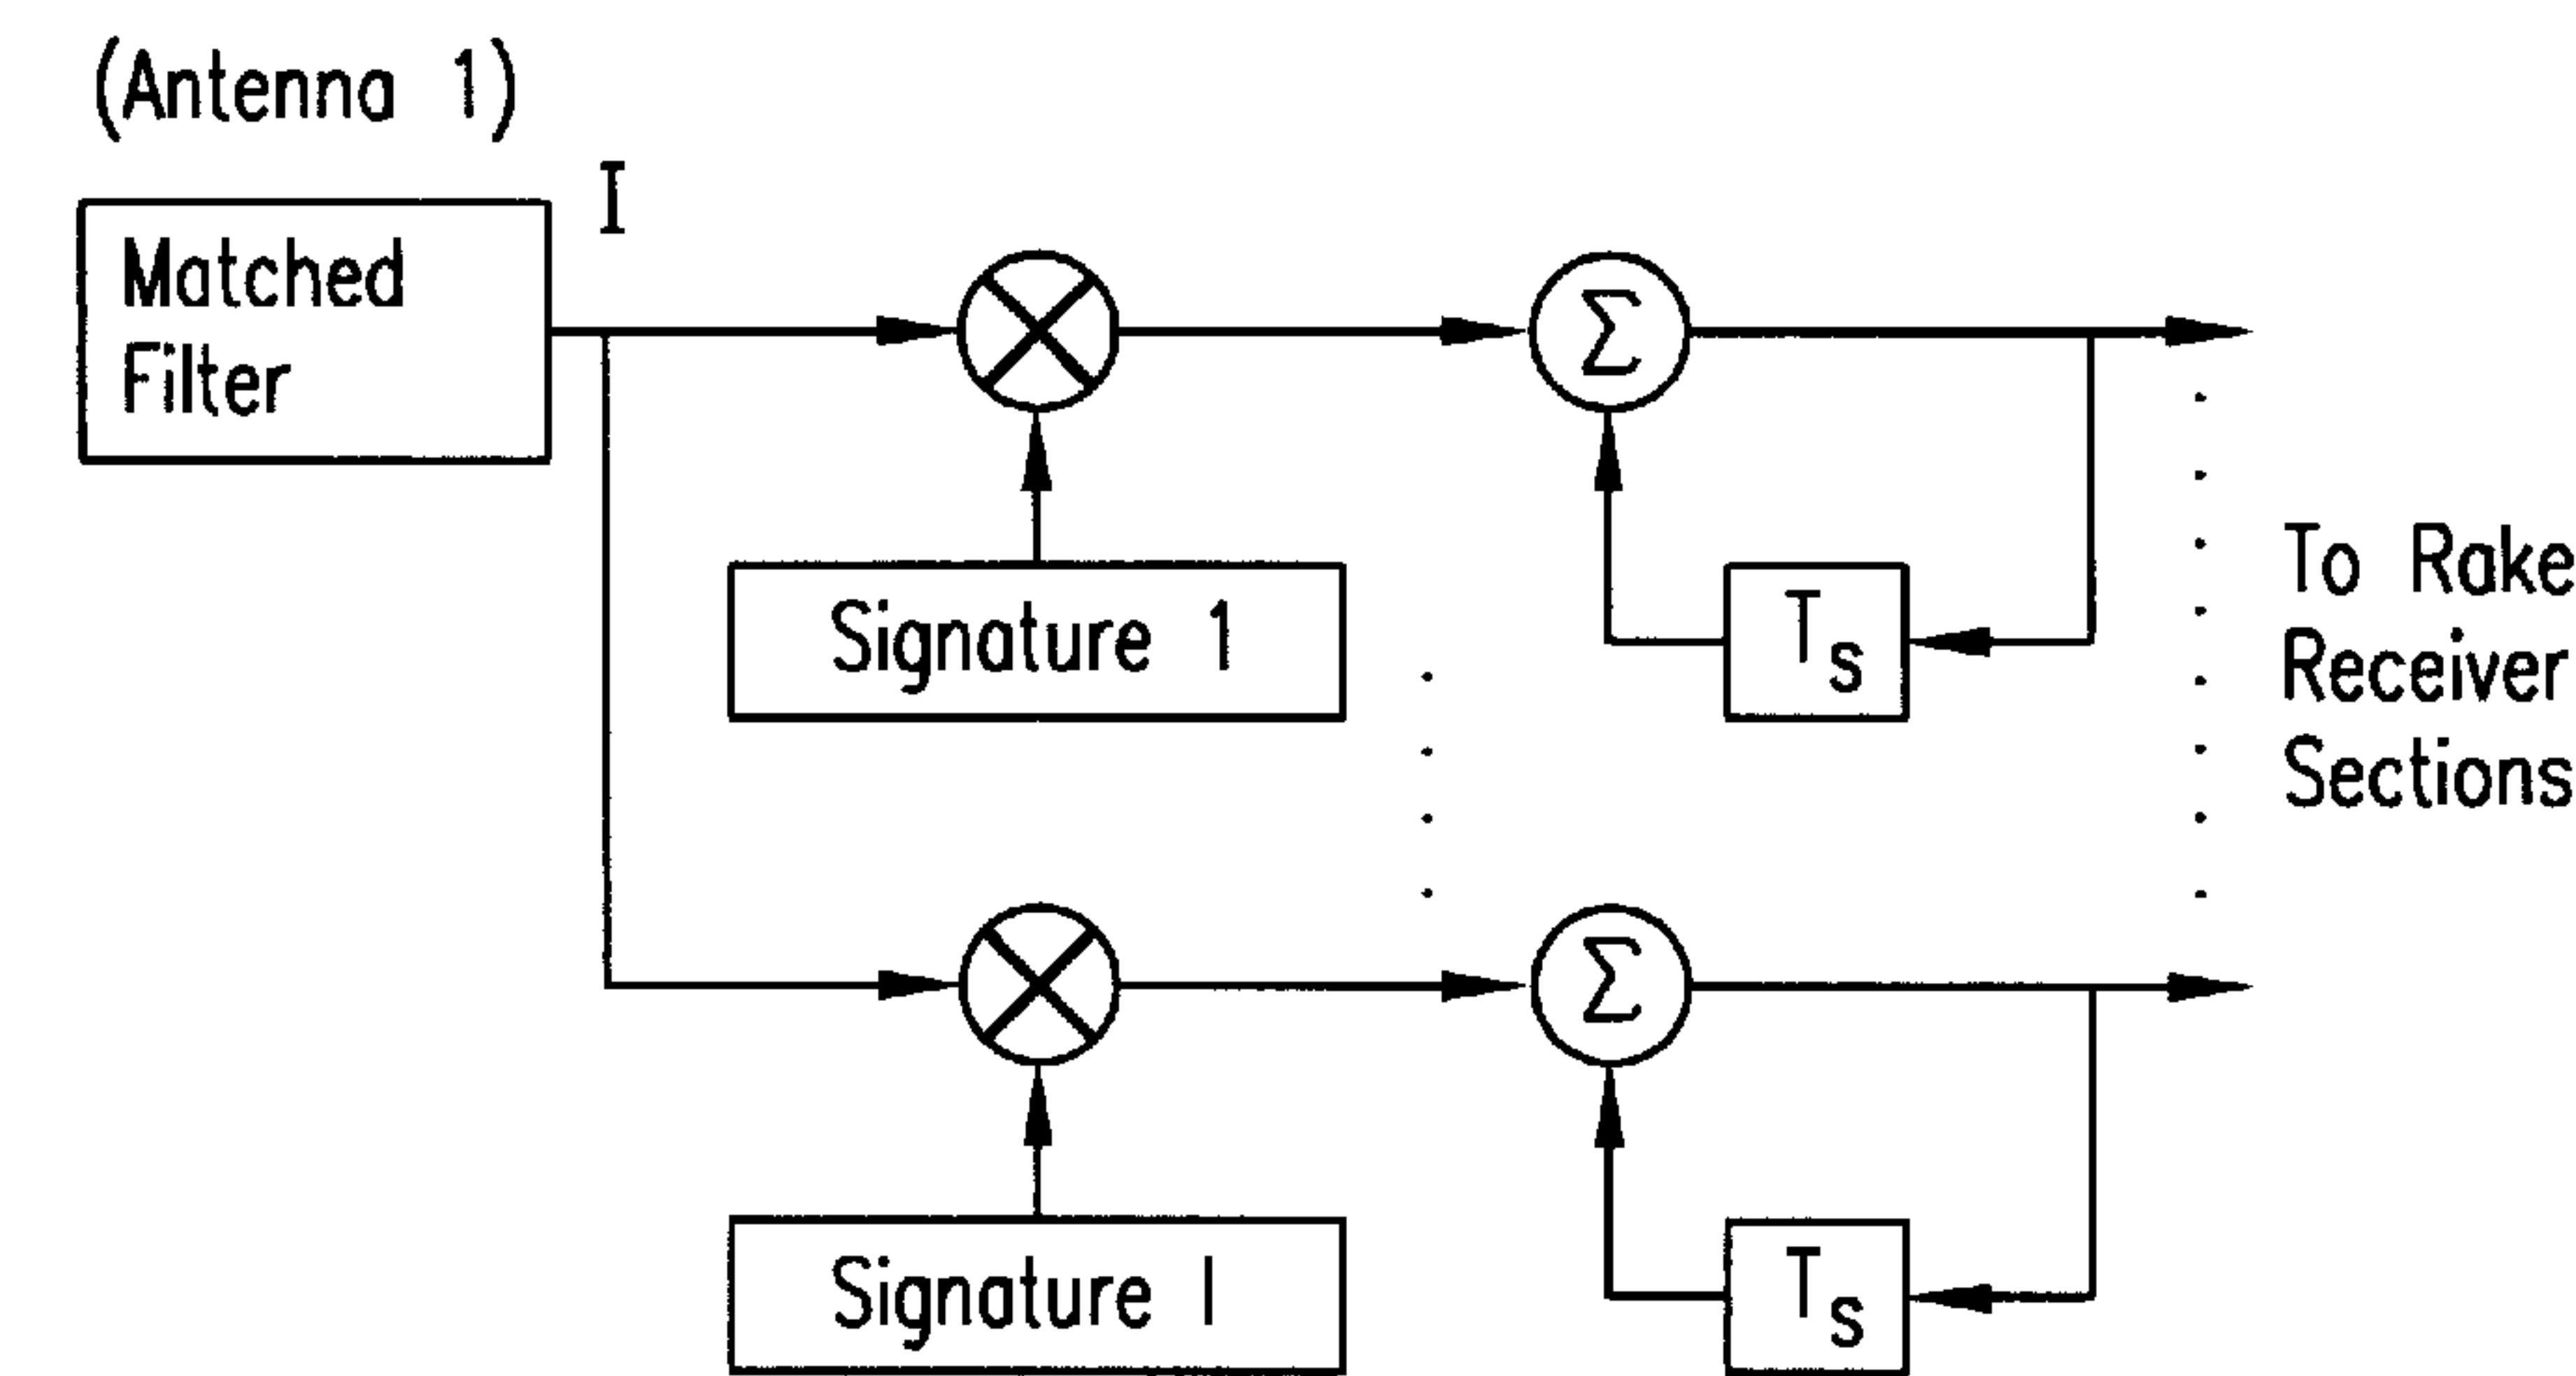 (Antenna 1)
I
Matched
Filter
Σ
Signature 1
Ts
To Rake
Receiver
Sections
Σ
Signature I
Ts